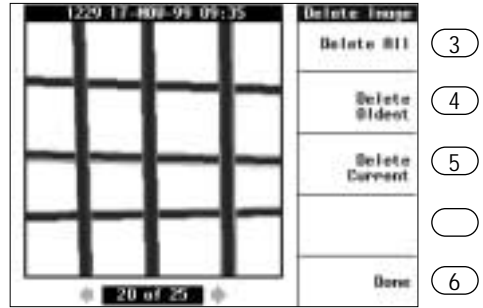 1229 17-NOV-99 09:35
Delete Image
Delete All
3
Delete
Oldest
4
Delete
Current
5
20 of 25
Done
6